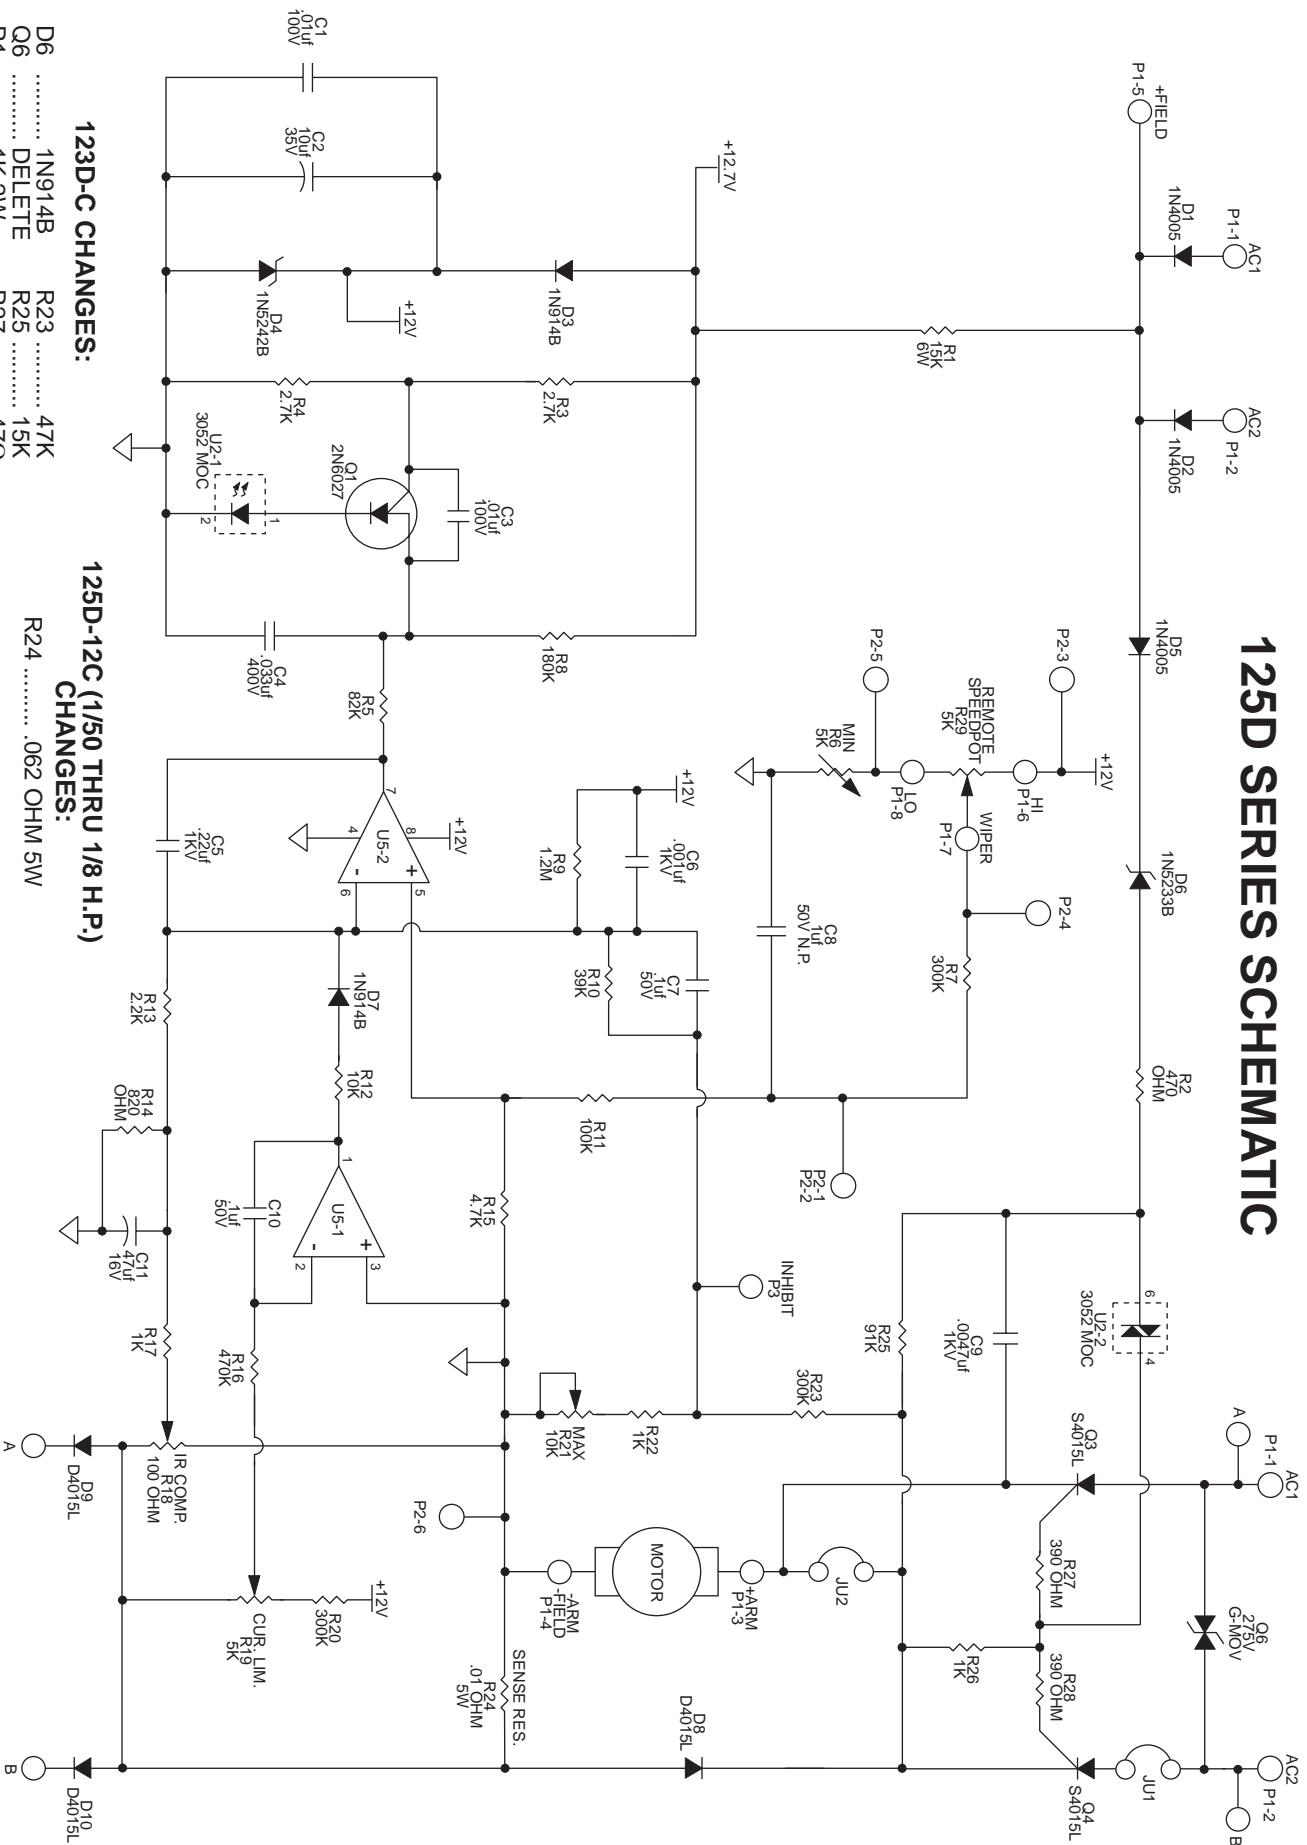 125D SERIES SCHEMATIC
+FIELD
P1-5
AC1
P1-1
D1
1N4005
AC2
P1-2
D2
1N4005
D5
1N4005
D6
1N5233B
R2
470
OHM
6
4
U2-2
3052 MOC
A
P1-1
AC1
AC2
P1-2
B
Q6
275V
G-MOV
JU1
Q3
S4015L
Q4
S4015L
R27
390 OHM
R28
390 OHM
R26
1K
C9
.0047uf
1KV
R25
91K
R23
300K
R22
1K
MAX
R21
10K
JU2
+ARM
P1-3
MOTOR
-ARM
-FIELD
P1-4
P2-6
SENSE RES.
R24
.01 OHM
5W
D8
D4015L
INHIBIT
P3
+12V
P2-3
HI
P1-6
REMOTE
SPEEDPOT
R29
5K
WIPER
P1-7
P2-4
LO
P1-8
P2-5
MIN
R6
5K
R7
300K
C8
1uf
50V N.P.
P2-1
P2-2
R11
100K
R15
4.7K
R1
15K
6W
+12.7V
D3
1N914B
+12V
D4
1N5242B
C1
.01uf
100V
C2
10uf
35V
R3
2.7K
R4
2.7K
C3
.01uf
100V
Q1
2N6027
1
2
U2-1
3052 MOC
R8
180K
C4
.033uf
400V
R5
82K
+12V
C6
.001uf
1KV
R9
1.2M
C7
.1uf
50V
R10
39K
+12V
8
5
+
7
U5-2
4
-
6
C5
.22uf
1KV
D7
1N914B
R12
10K
1
U5-1
+
3
-
2
C10
.1uf
50V
R16
470K
R13
2.2K
R14
820
OHM
C11
47uf
16V
R17
1K
IR COMP.
R18
100 OHM
+12V
R20
300K
CUR. LIM.
R19
5K
D9
D4015L
A
D10
D4015L
B
123D-C CHANGES:
D6 .......... 1N914B R23 .......... 47K
Q6 .......... DELETE R25 .......... 15K
125D-12C (1/50 THRU 1/8 H.P.)
CHANGES:
R24 ......... .062 OHM 5W